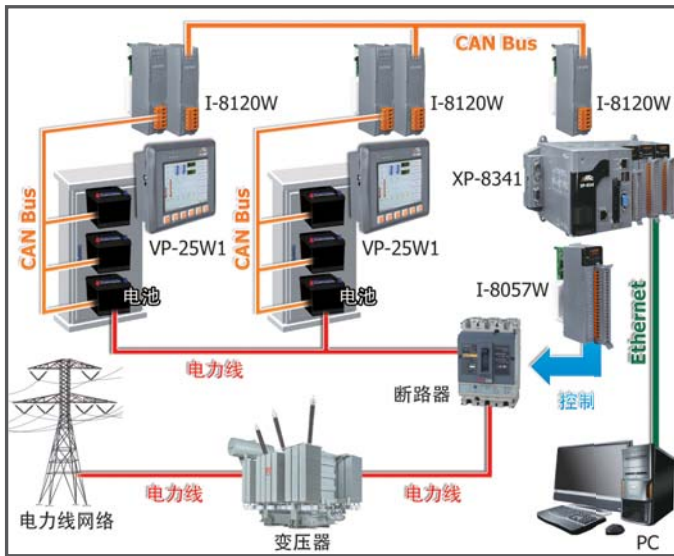 CAN Bus
I-8120W
I-8120W
I-8120W
XP-8341
CAN Bus
VP-25W1
CAN Bus
VP-25W1
电池
电池
I-8057W
Ethernet
电力线
断路器
控制
电力线
电力线
电力线网络
变压器
PC